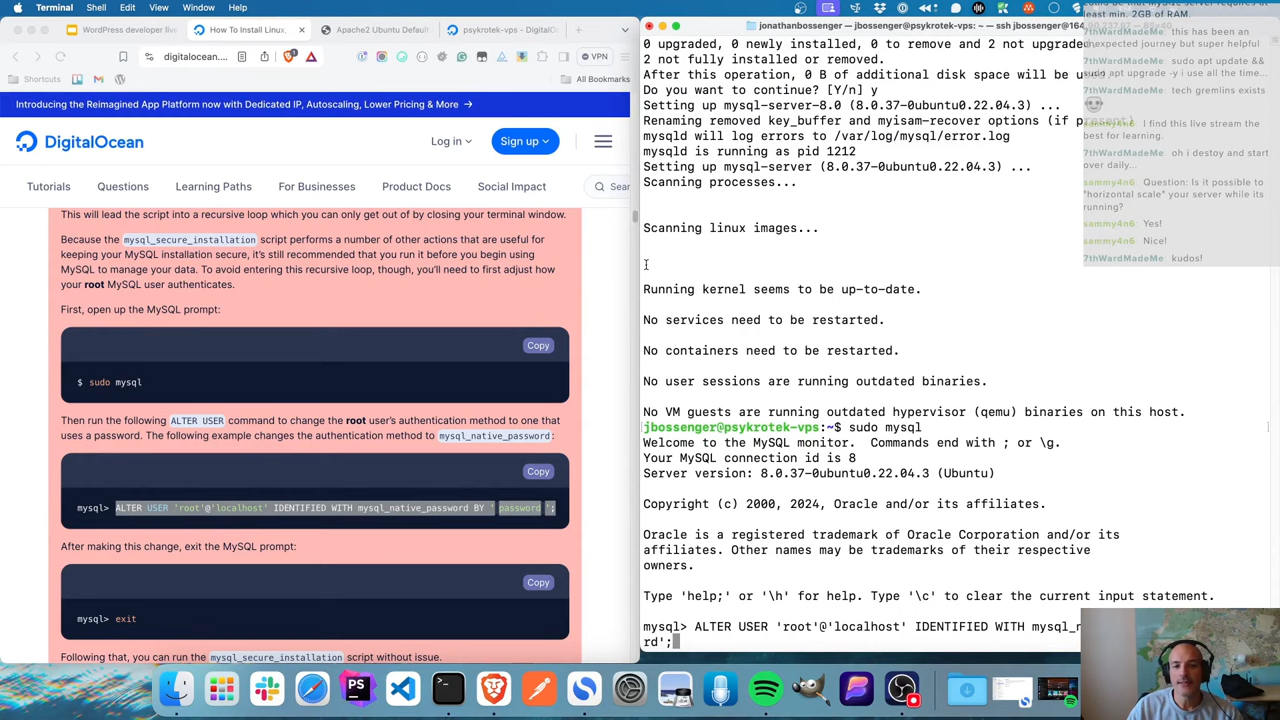 Terminal Shell Edit View Window Help
WordPress developer live
How To Install Linux,
Apache2 Ubuntu Default
psykrotek-vps - DigitalOc
digitalocean.
VPN
Shortcuts
All Bookmarks
Introducing the Reimagined App Platform now with Dedicated IP, Autoscaling, Lower Pricing & More →
DigitalOcean
Log in
Sign up
Tutorials Questions Learning Paths For Businesses Product Docs Social Impact Sear
This will lead the script into a recursive loop which you can only get out of by closing your terminal window.
Because the mysql_secure_installation script performs a number of other actions that are useful for
keeping your MySQL installation secure, it's still recommended that you run it before you begin using
MySQL to manage your data. To avoid entering this recursive loop, though, you'll need to first adjust how
your root MySQL user authenticates.
First, open up the MySQL prompt:
Copy
$ sudo mysql
Then run the following ALTER USER command to change the root user's authentication method to one that
uses a password. The following example changes the authentication method to mysql_native_password:
Copy
mysql> ALTER USER 'root'@'localhost' IDENTIFIED WITH mysql_native_password BY 'password';
After making this change, exit the MySQL prompt:
Copy
mysql> exit
Following that, you can run the mysql_secure_installation script without issue.
jonathanbossenger — jbossenger@psykrotek-vps: ~ — ssh jbossenger@164
0 upgraded, 0 newly installed, 0 to remove and 2 not upgraded
2 not fully installed or removed.
After this operation, 0 B of additional disk space will be us
Do you want to continue? [Y/n] y
Setting up mysql-server-8.0 (8.0.37-0ubuntu0.22.04.3) ...
Renaming removed key_buffer and myisam-recover options (if present)
mysqld will log errors to /var/log/mysql/error.log
mysqld is running as pid 1212
Setting up mysql-server (8.0.37-0ubuntu0.22.04.3) ...
Scanning processes...
Scanning linux images...
Running kernel seems to be up-to-date.
No services need to be restarted.
No containers need to be restarted.
No user sessions are running outdated binaries.
No VM guests are running outdated hypervisor (qemu) binaries on this host.
jbossenger@psykrotek-vps:~$ sudo mysql
Welcome to the MySQL monitor. Commands end with ; or \g.
Your MySQL connection id is 8
Server version: 8.0.37-0ubuntu0.22.04.3 (Ubuntu)
Copyright (c) 2000, 2024, Oracle and/or its affiliates.
Oracle is a registered trademark of Oracle Corporation and/or its
affiliates. Other names may be trademarks of their respective
owners.
Type 'help;' or '\h' for help. Type '\c' to clear the current input statement.
mysql> ALTER USER 'root'@'localhost' IDENTIFIED WITH mysql_n
rd';
least min. 2GB of RAM.
7thWardMadeMe: this has been an
unexpected journey but super helpful
7thWardMadeMe: sudo apt update &&
sudo apt upgrade -y i use all the time...
7thWardMadeMe: tech gremlins exists
sammy4n6: I find this live stream the
best for learning.
7thWardMadeMe: oh i destoy and start
over daily...
sammy4n6: Question: Is it possible to
"horizontal scale" your server while its
running?
sammy4n6: Yes!
sammy4n6: Nice!
7thWardMadeMe: kudos!